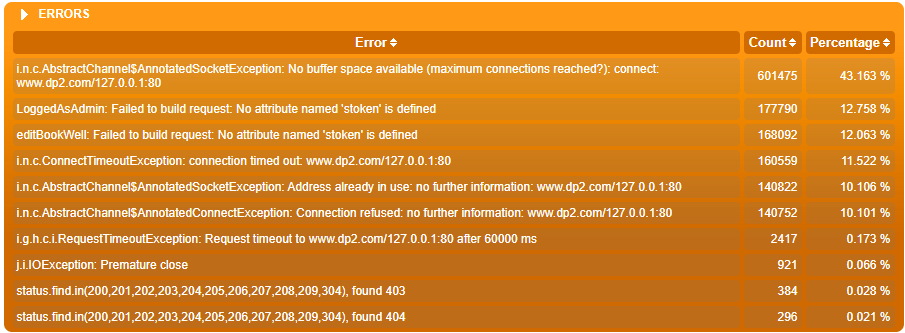 ERRORS
Error Count Percentage
i.n.c.AbstractChannel$AnnotatedSocketException: No buffer space available (maximum connections reached?): connect: 601475 43.163 %
www.dp2.com/127.0.0.1:80
LoggedAsAdmin: Failed to build request: No attribute named 'stoken' is defined 177790 12.758 %
editBookWell: Failed to build request: No attribute named 'stoken' is defined 168092 12.063 %
i.n.c.ConnectTimeoutException: connection timed out: www.dp2.com/127.0.0.1:80 160559 11.522 %
i.n.c.AbstractChannel$AnnotatedSocketException: Address already in use: no further information: www.dp2.com/127.0.0.1:80 140822 10.106 %
i.n.c.AbstractChannel$AnnotatedConnectException: Connection refused: no further information: www.dp2.com/127.0.0.1:80 140752 10.101 %
i.g.h.c.i.RequestTimeoutException: Request timeout to www.dp2.com/127.0.0.1:80 after 60000 ms 2417 0.173 %
j.i.IOException: Premature close 921 0.066 %
status.find.in(200,201,202,203,204,205,206,207,208,209,304), found 403 384 0.028 %
status.find.in(200,201,202,203,204,205,206,207,208,209,304), found 404 296 0.021 %